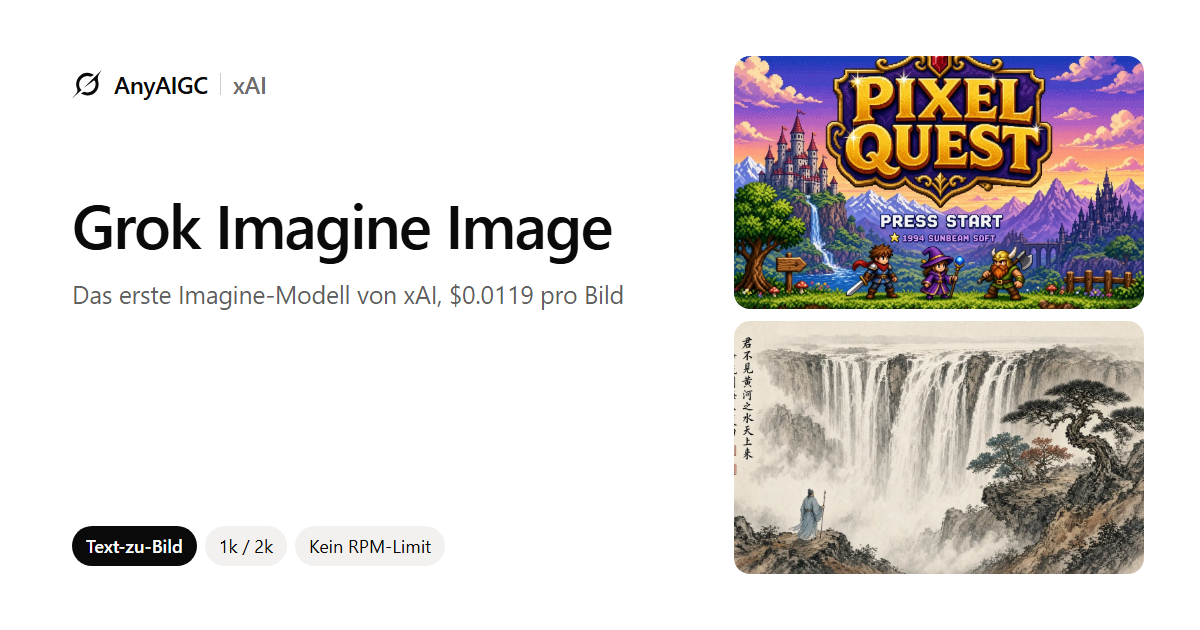 AnyAIGC | xAI
Grok Imagine Image
Das erste Imagine-Modell von xAI, $0.0119 pro Bild
Text-zu-Bild
1k / 2k
Kein RPM-Limit
PIXEL
QUEST
PRESS START
1994 SUNBEAM SOFT
君不見黄河之水天上来